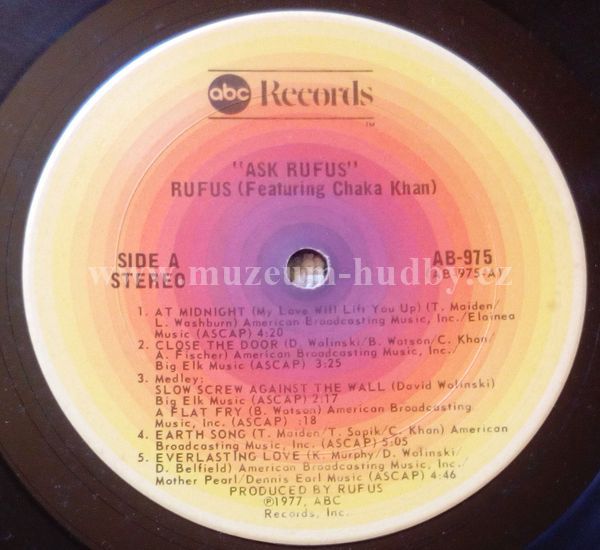 abc Records
TM
"ASK RUFUS"
RUFUS (Featuring Chaka Khan)
SIDE A
STEREO
AB-975
(AB 975-A)
www.muzeum-hudby.cz
1. AT MIDNIGHT (My Love Will Lift You Up) (T. Maiden/
L. Washburn) American Broadcasting Music, Inc./Elainea
Music (ASCAP) 4:20
2. CLOSE THE DOOR (D. Wolinski/B. Watson/C. Khan/
A. Fischer) American Broadcasting Music, Inc./
Big Elk Music (ASCAP) 3:25
3. Medley:
SLOW SCREW AGAINST THE WALL (David Wolinski)
Big Elk Music (ASCAP) 2:17
A FLAT FRY (B. Watson) American Broadcasting
Music, Inc. (ASCAP) :18
4. EARTH SONG (T. Maiden/T. Sapik/C. Khan) American
Broadcasting Music, Inc. (ASCAP) 5:05
5. EVERLASTING LOVE (K. Murphy/D. Wolinski/
D. Belfield) American Broadcasting Music, Inc./
Mother Pearl/Dennis Earl Music (ASCAP) 4:46
PRODUCED BY RUFUS
℗1977, ABC
Records, Inc.